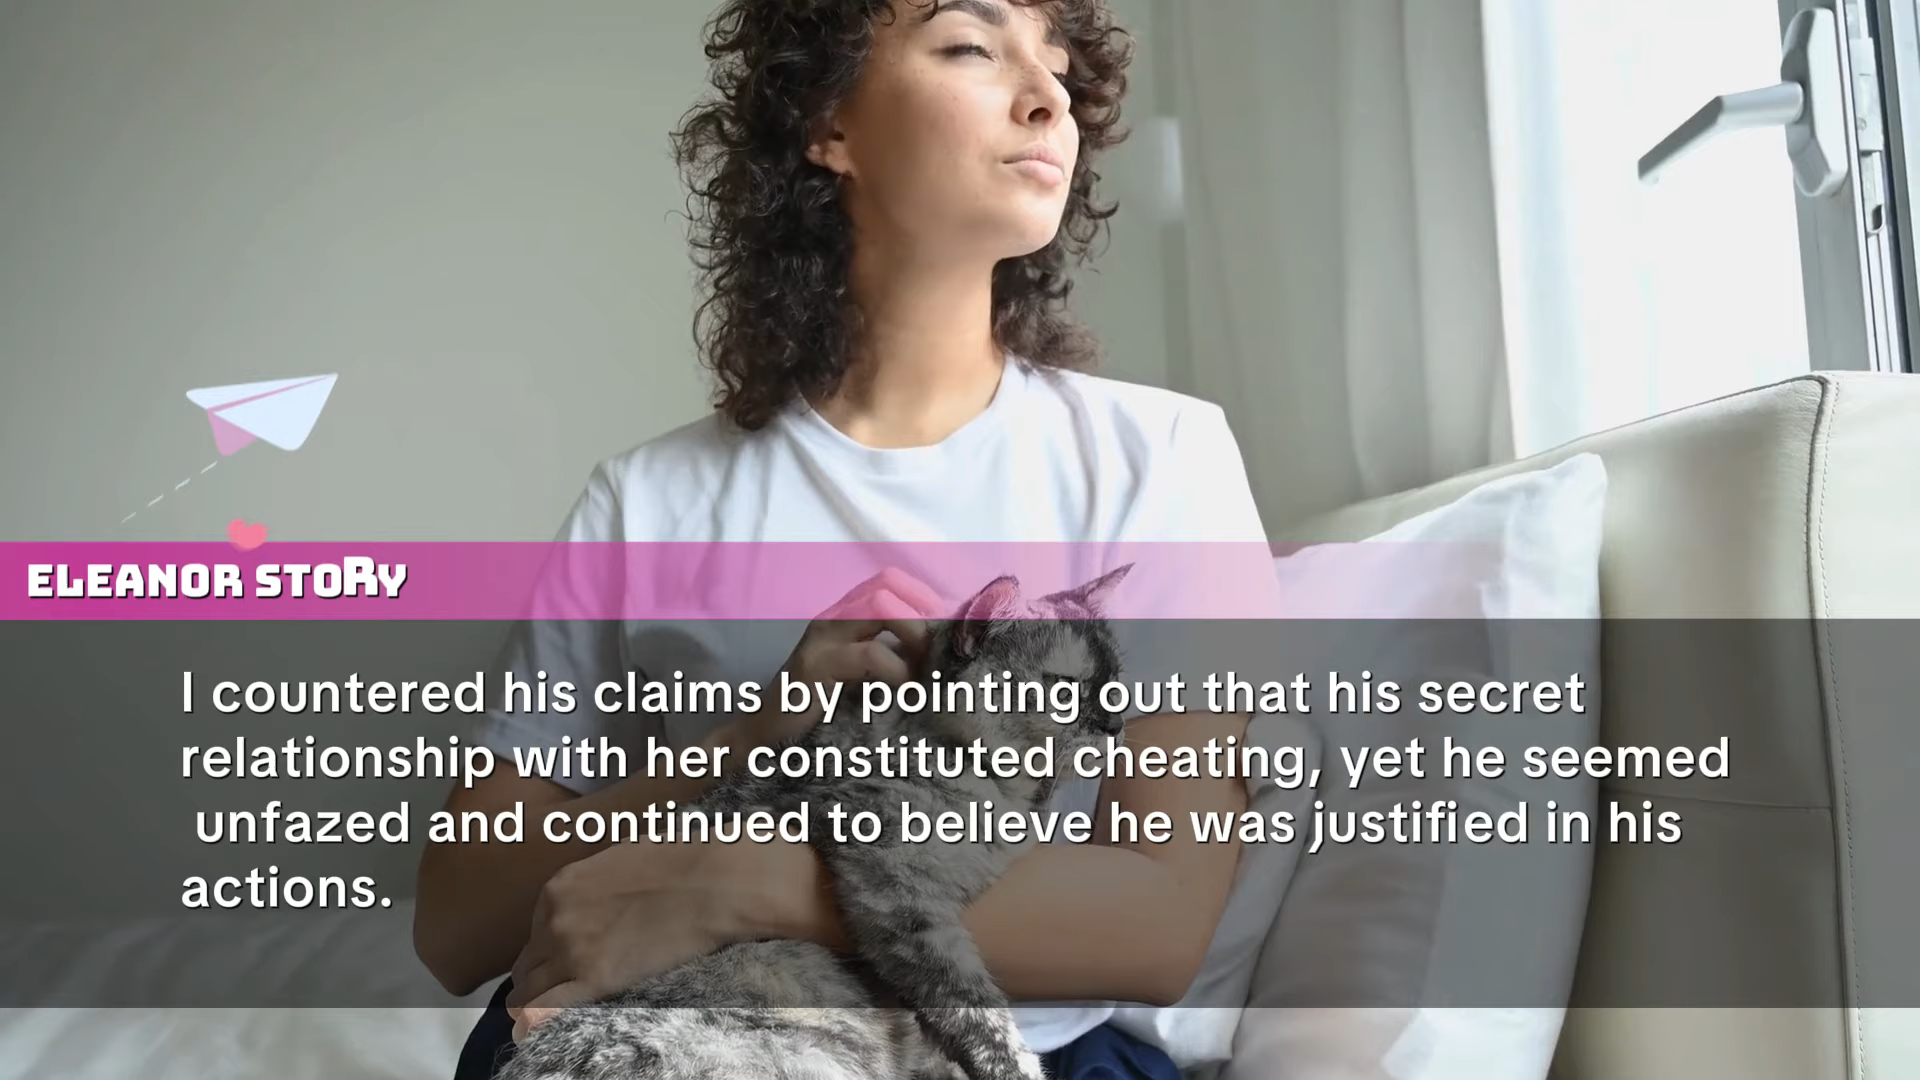 ELEANOR STORY
I countered his claims by pointing out that his secret
relationship with her constituted cheating, yet he seemed
unfazed and continued to believe he was justified in his
actions.